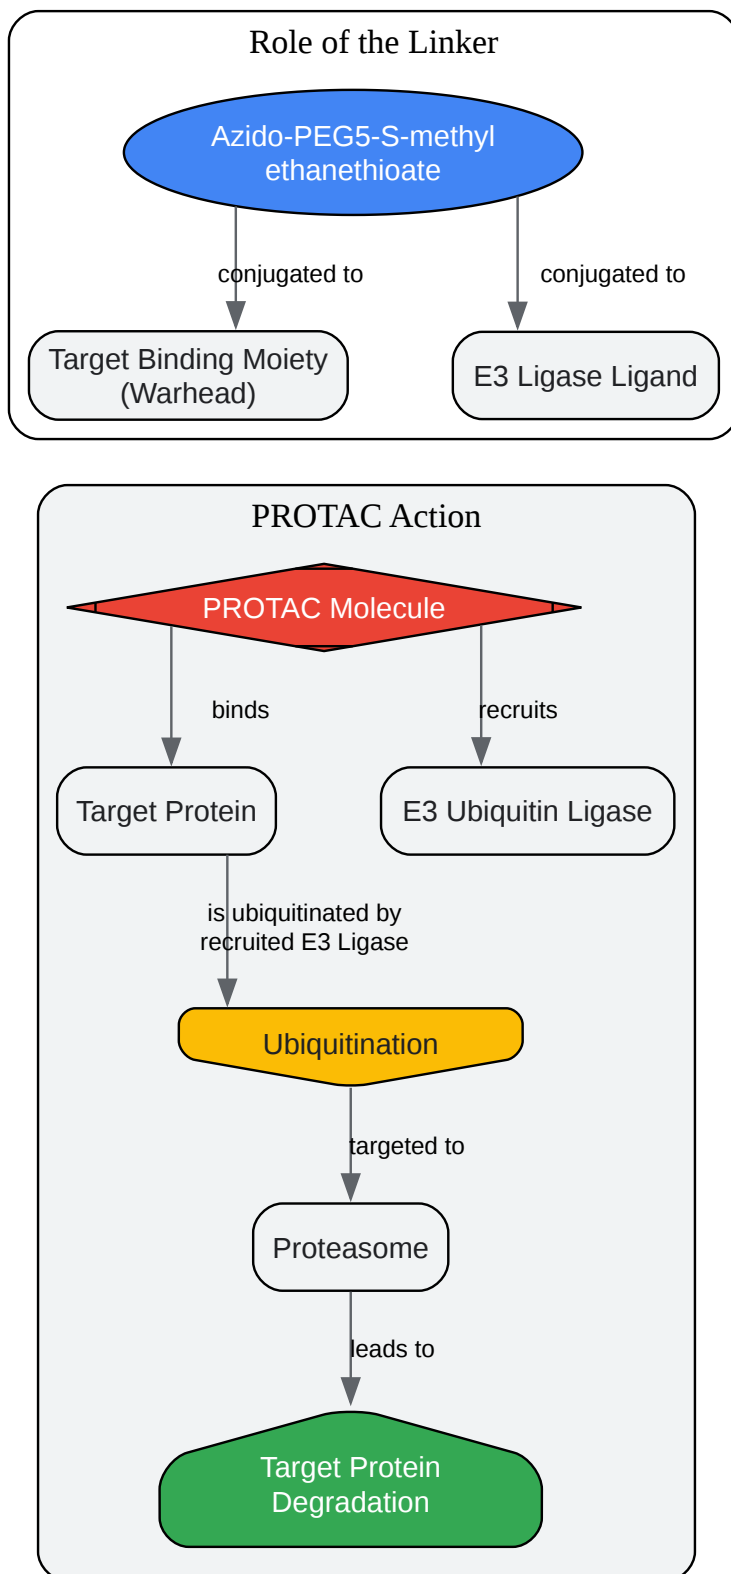 Role of the Linker
Azido-PEG5-S-methyl
ethanethioate
conjugated to
conjugated to
Target Binding Moiety
(Warhead)
E3 Ligase Ligand
PROTAC Action
PROTAC Molecule
binds
recruits
Target Protein
E3 Ubiquitin Ligase
is ubiquitinated by
recruited E3 Ligase
Ubiquitination
targeted to
Proteasome
leads to
Target Protein
Degradation